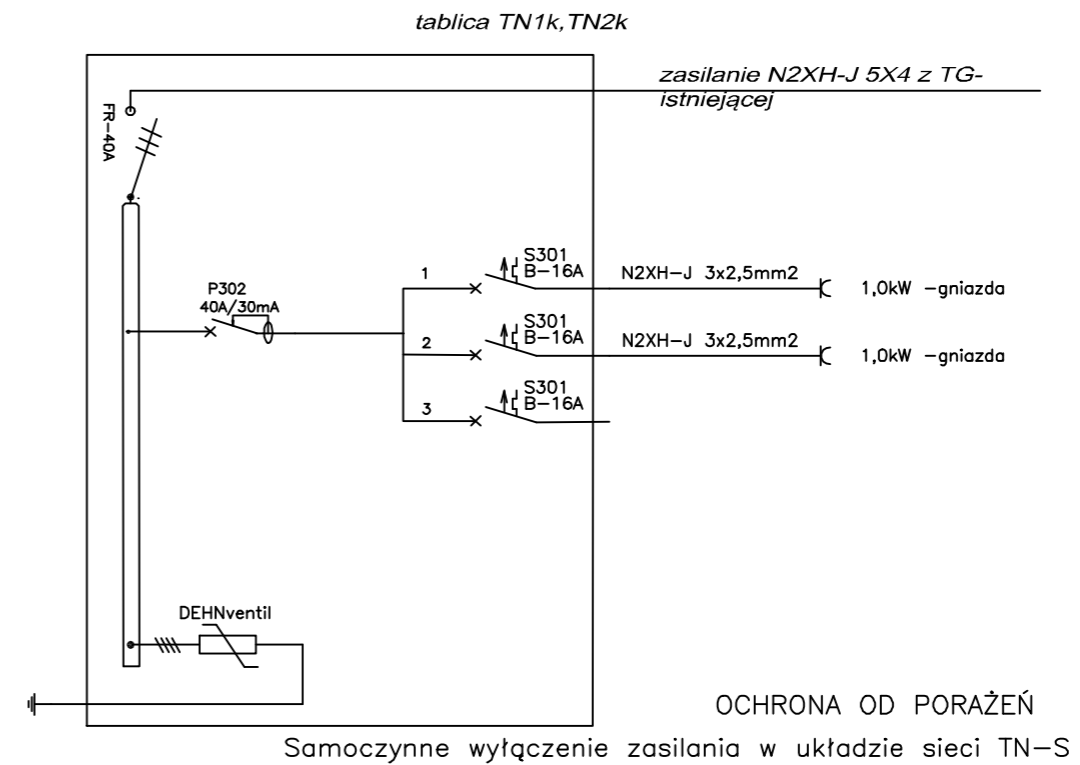 tablica TN1k,TN2k
zasilanie N2XH-J 5X4 z TG-
istniejącej
FR-40A
P302
40A/30mA
1
S301
B-16A
N2XH-J 3x2,5mm2
1,0kW -gniazda
2
S301
B-16A
N2XH-J 3x2,5mm2
1,0kW -gniazda
3
S301
B-16A
DEHNventil
OCHRONA OD PORAŻEŃ
Samoczynne wyłączenie zasilania w układzie sieci TN-S